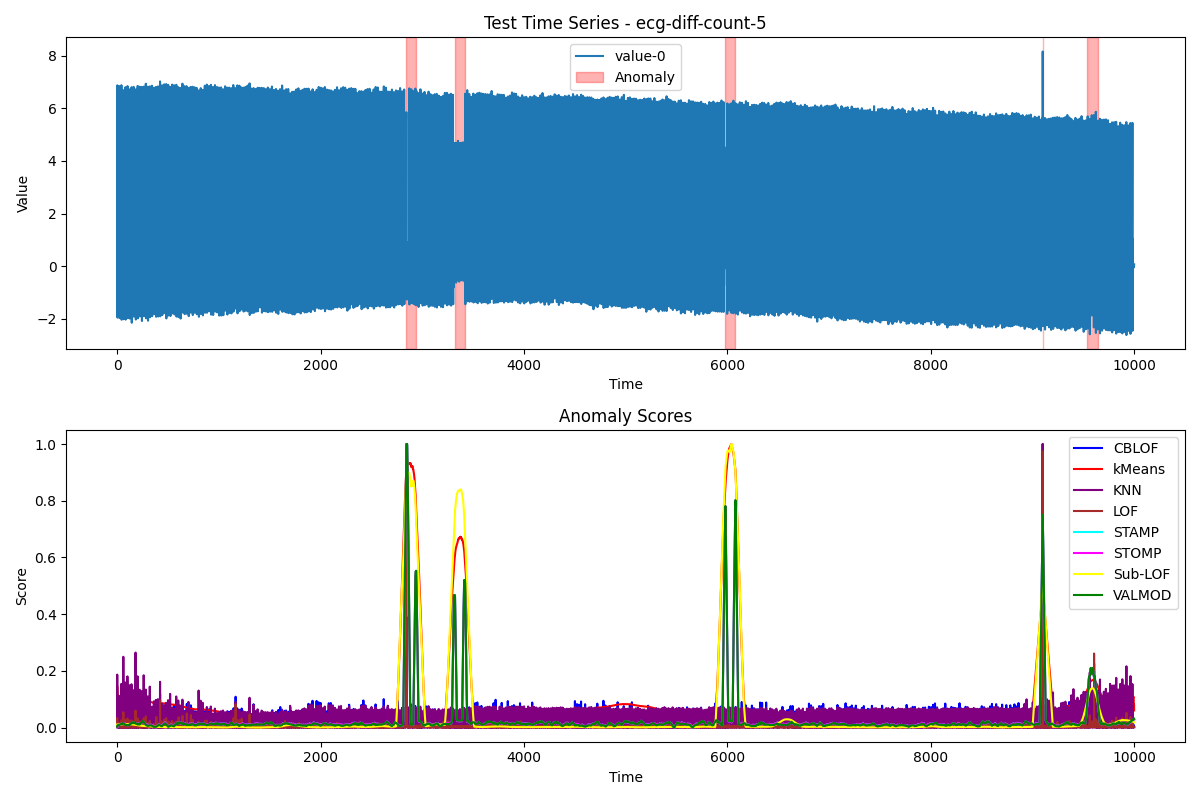 Test Time Series - ecg-diff-count-5
Value
8
6
4
2
0
−2
value-0
Anomaly
0
2000
4000
6000
8000
10000
Time
Anomaly Scores
Score
1.0
0.8
0.6
0.4
0.2
0.0
CBLOF
kMeans
KNN
LOF
STAMP
STOMP
Sub-LOF
VALMOD
0
2000
4000
6000
8000
10000
Time